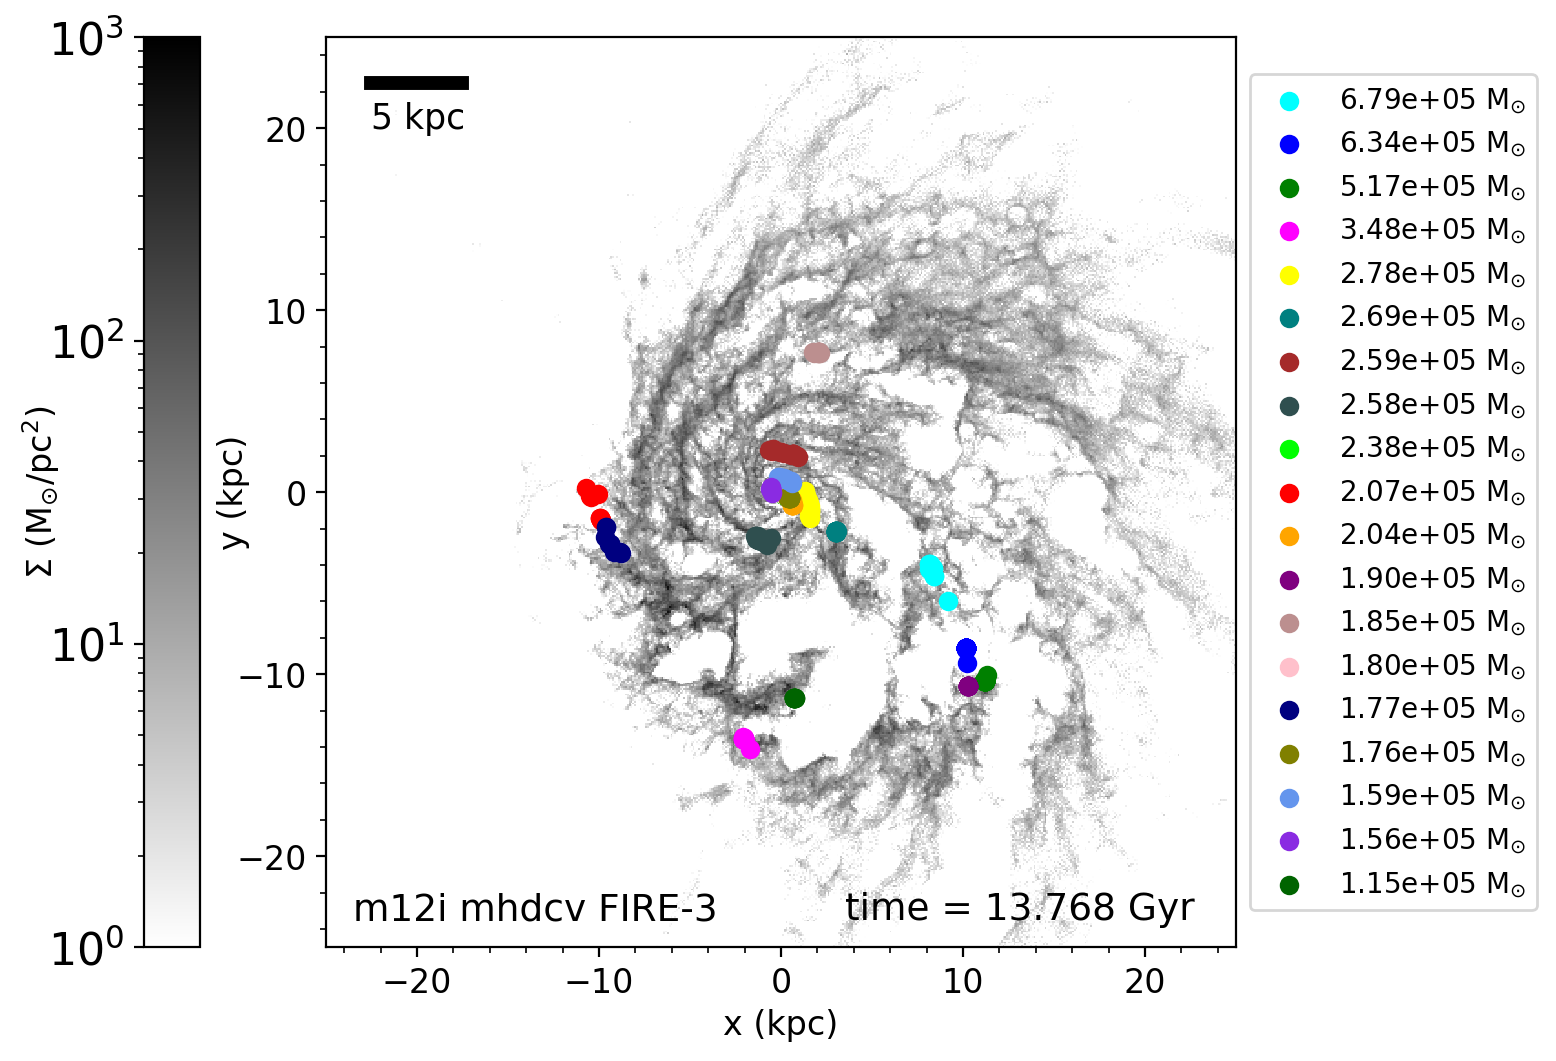 10³
10²
10¹
10⁰
Σ (M☉/pc²)
y (kpc)
20
10
0
−10
−20
5 kpc
m12i mhdcv FIRE-3
time = 13.768 Gyr
−20
−10
0
10
20
x (kpc)
6.79e+05 M☉
6.34e+05 M☉
5.17e+05 M☉
3.48e+05 M☉
2.78e+05 M☉
2.69e+05 M☉
2.59e+05 M☉
2.58e+05 M☉
2.38e+05 M☉
2.07e+05 M☉
2.04e+05 M☉
1.90e+05 M☉
1.85e+05 M☉
1.80e+05 M☉
1.77e+05 M☉
1.76e+05 M☉
1.59e+05 M☉
1.56e+05 M☉
1.15e+05 M☉